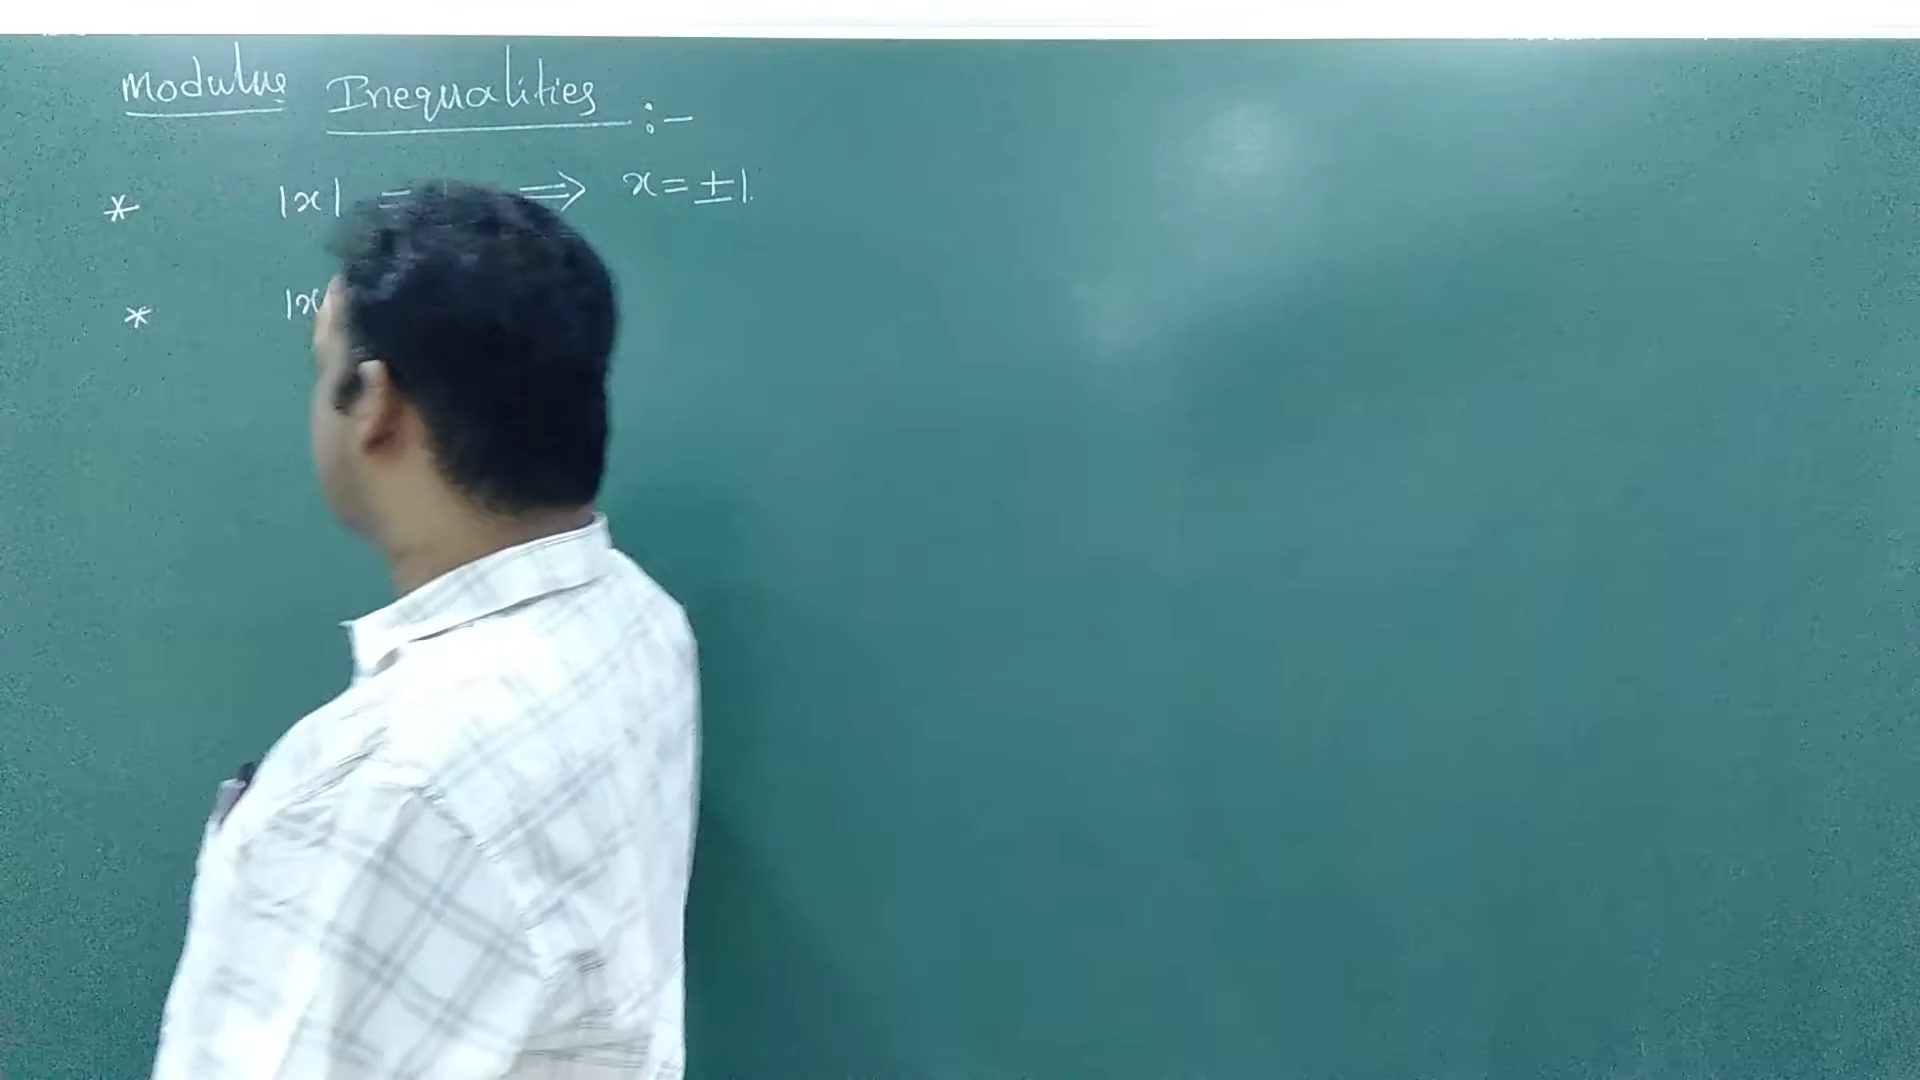 Modulus Inequalities :-
* |x| = ⇒ x = ±1.
* |x